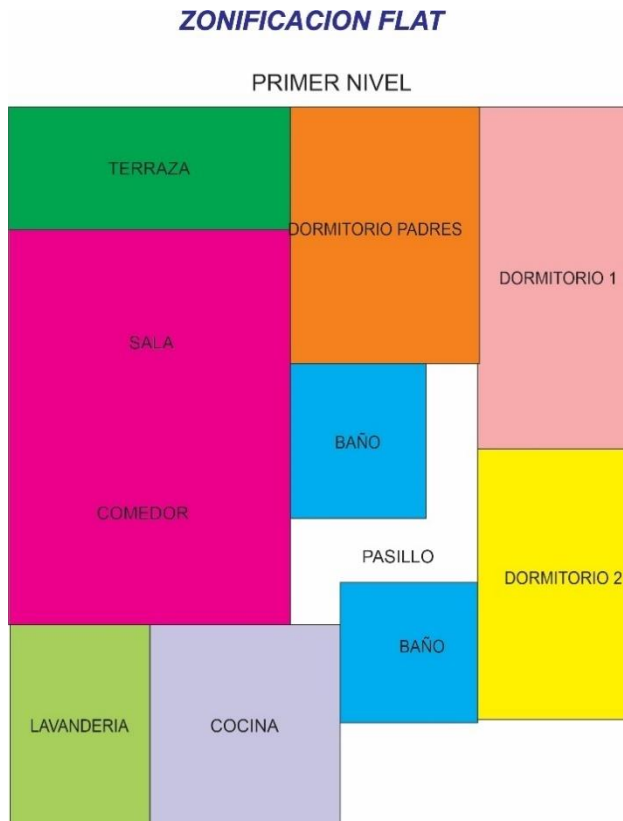 ZONIFICACION FLAT
PRIMER NIVEL
TERRAZA
DORMITORIO PADRES
DORMITORIO 1
SALA
BAÑO
COMEDOR
PASILLO
DORMITORIO 2
BAÑO
LAVANDERIA
COCINA